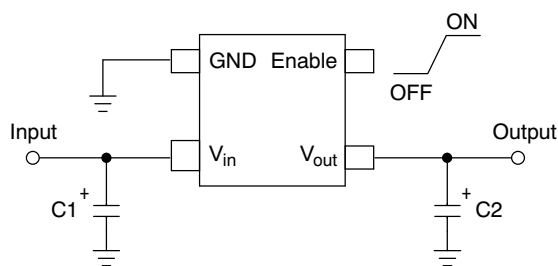 ON
GND Enable
OFF
Input Output
Vin Vout
+ +
C1 C2